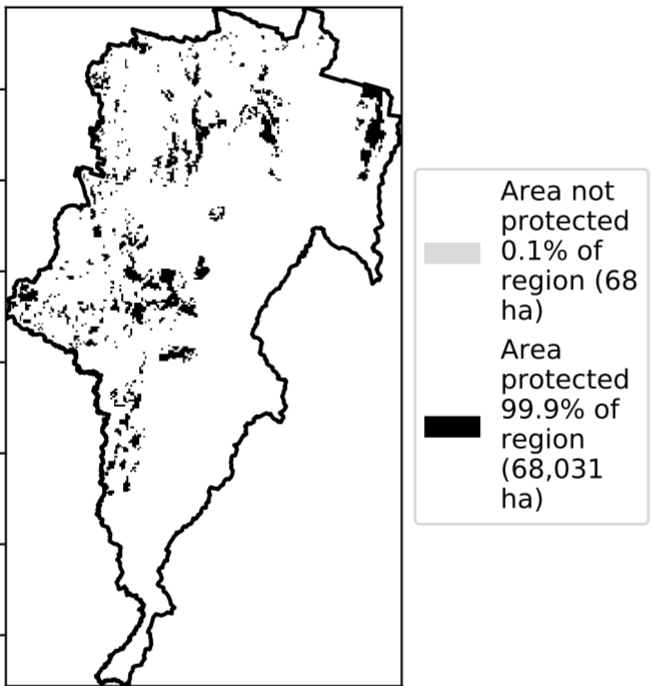 Area not
protected
0.1% of
region (68
ha)
Area
protected
99.9% of
region
(68,031
ha)